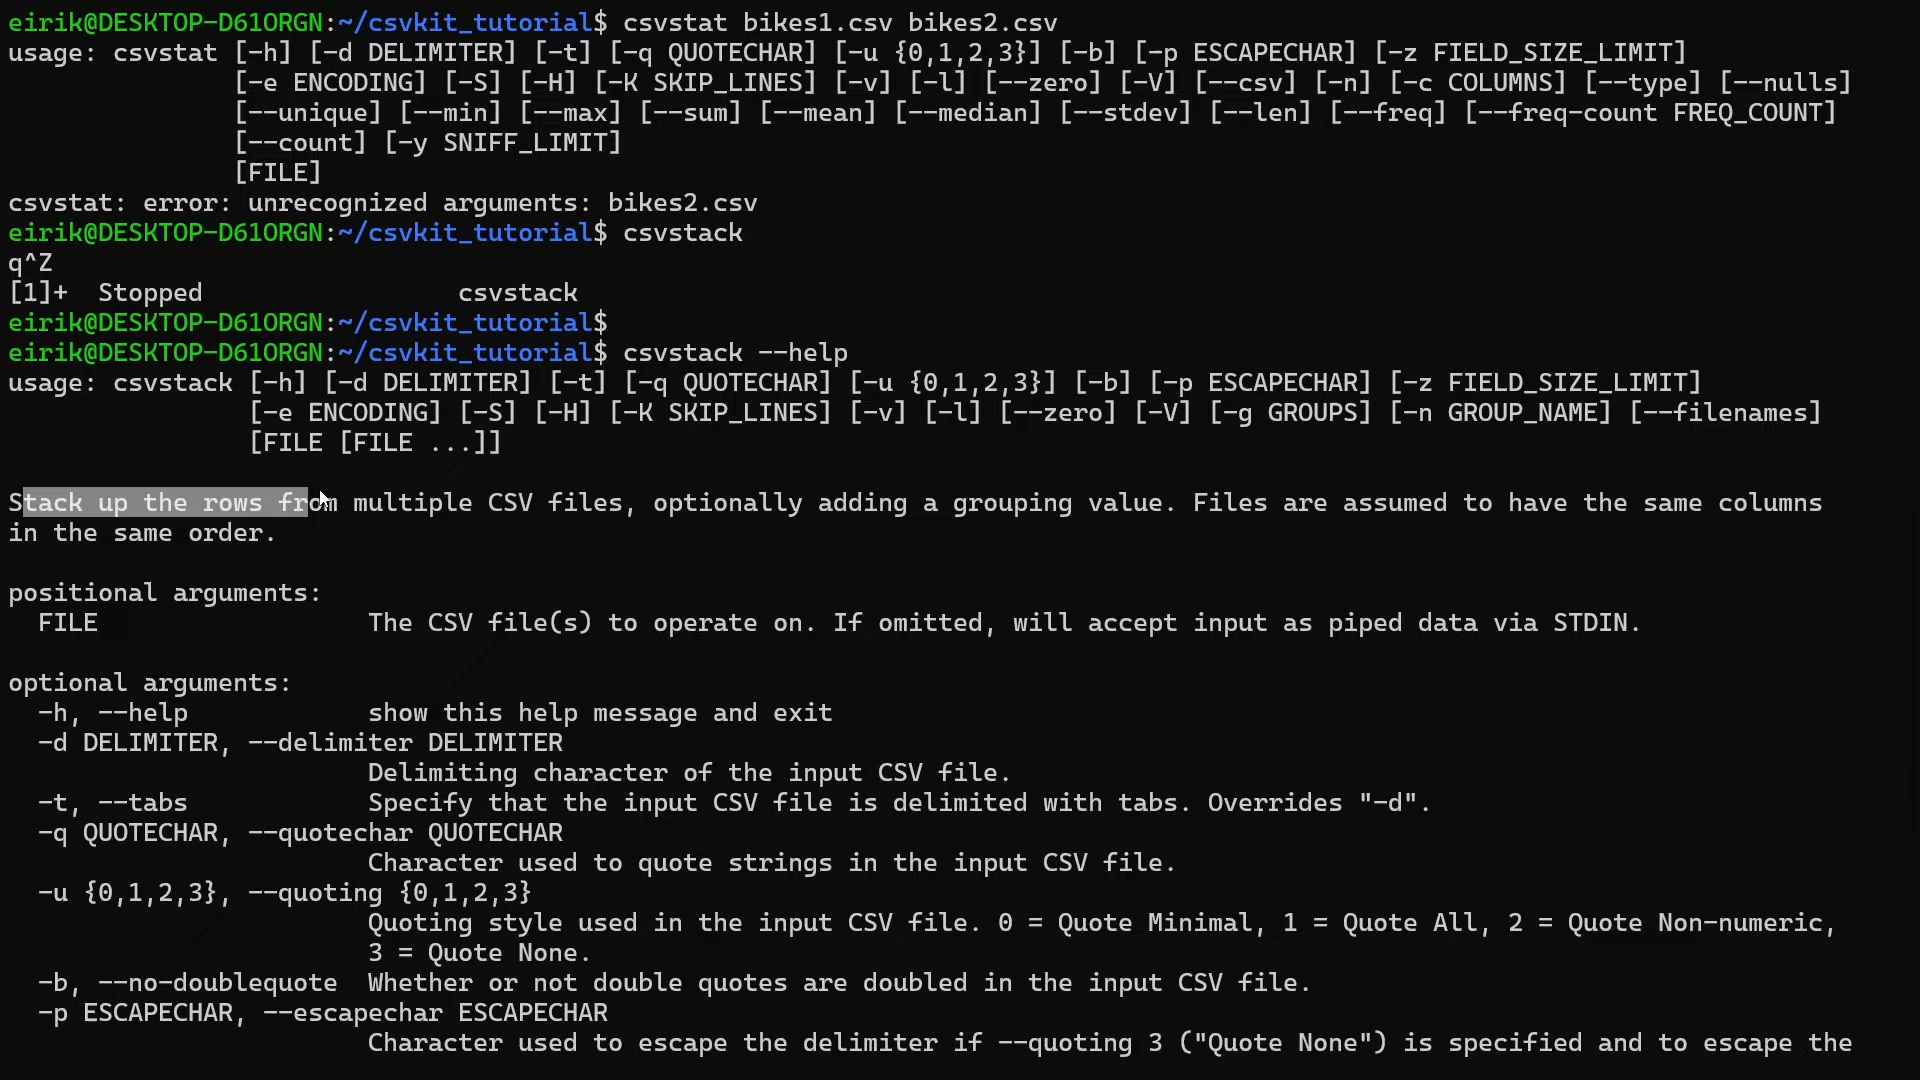 eirik@DESKTOP-D61ORGN:~/csvkit_tutorial$ csvstat bikes1.csv bikes2.csv
usage: csvstat [-h] [-d DELIMITER] [-t] [-q QUOTECHAR] [-u {0,1,2,3}] [-b] [-p ESCAPECHAR] [-z FIELD_SIZE_LIMIT]
[-e ENCODING] [-S] [-H] [-K SKIP_LINES] [-v] [-l] [--zero] [-V] [--csv] [-n] [-c COLUMNS] [--type] [--nulls]
[--unique] [--min] [--max] [--sum] [--mean] [--median] [--stdev] [--len] [--freq] [--freq-count FREQ_COUNT]
[--count] [-y SNIFF_LIMIT]
[FILE]
csvstat: error: unrecognized arguments: bikes2.csv
eirik@DESKTOP-D61ORGN:~/csvkit_tutorial$ csvstack
q^Z
[1]+  Stopped                 csvstack
eirik@DESKTOP-D61ORGN:~/csvkit_tutorial$
eirik@DESKTOP-D61ORGN:~/csvkit_tutorial$ csvstack --help
usage: csvstack [-h] [-d DELIMITER] [-t] [-q QUOTECHAR] [-u {0,1,2,3}] [-b] [-p ESCAPECHAR] [-z FIELD_SIZE_LIMIT]
[-e ENCODING] [-S] [-H] [-K SKIP_LINES] [-v] [-l] [--zero] [-V] [-g GROUPS] [-n GROUP_NAME] [--filenames]
[FILE [FILE ...]]
Stack up the rows from multiple CSV files, optionally adding a grouping value. Files are assumed to have the same columns
in the same order.
positional arguments:
FILE                  The CSV file(s) to operate on. If omitted, will accept input as piped data via STDIN.
optional arguments:
-h, --help            show this help message and exit
-d DELIMITER, --delimiter DELIMITER
Delimiting character of the input CSV file.
-t, --tabs            Specify that the input CSV file is delimited with tabs. Overrides "-d".
-q QUOTECHAR, --quotechar QUOTECHAR
Character used to quote strings in the input CSV file.
-u {0,1,2,3}, --quoting {0,1,2,3}
Quoting style used in the input CSV file. 0 = Quote Minimal, 1 = Quote All, 2 = Quote Non-numeric,
3 = Quote None.
-b, --no-doublequote  Whether or not double quotes are doubled in the input CSV file.
-p ESCAPECHAR, --escapechar ESCAPECHAR
Character used to escape the delimiter if --quoting 3 ("Quote None") is specified and to escape the